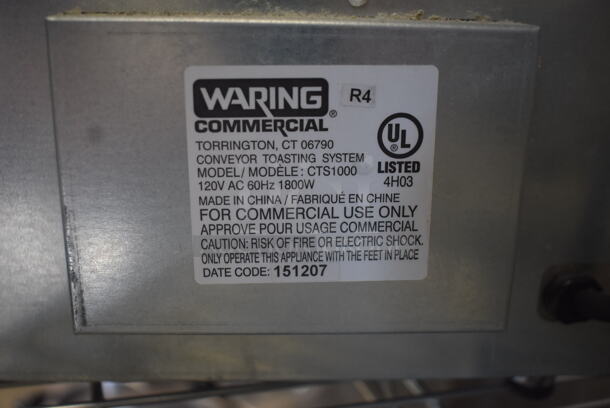 WARING R4
COMMERCIAL®
TORRINGTON, CT 06790
CONVEYOR TOASTING SYSTEM
MODEL/MODÈLE: CTS1000
120V AC 60Hz 1800W
UL
LISTED
4H03
MADE IN CHINA / FABRIQUÉ EN CHINE
FOR COMMERCIAL USE ONLY
APPROVE POUR USAGE COMMERCIAL
CAUTION: RISK OF FIRE OR ELECTRIC SHOCK.
ONLY OPERATE THIS APPLIANCE WITH THE FEET IN PLACE
DATE CODE: 151207